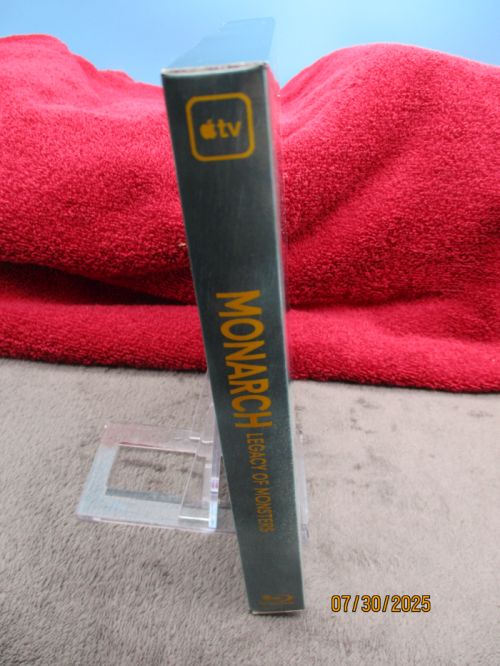 tv
MONARCH
LEGACY OF MONSTERS
07/30/2025